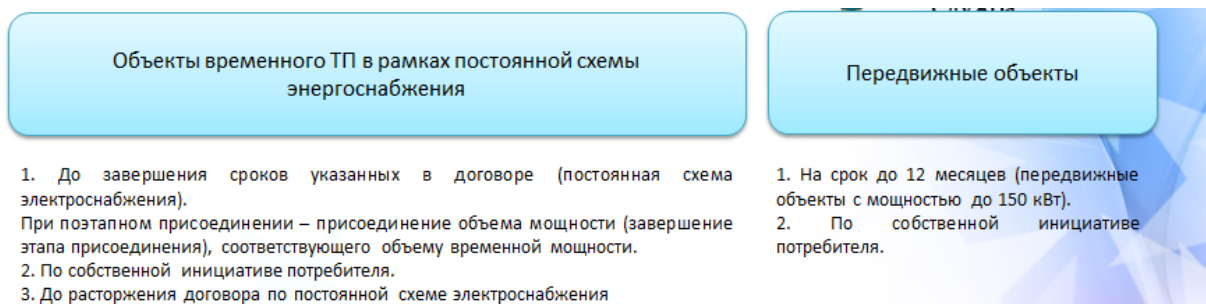 Объекты временного ТП в рамках постоянной схемы
энергоснабжения
1. До завершения сроков указанных в договоре (постоянная схема
электроснабжения).
При поэтапном присоединении – присоединение объема мощности (завершение
этапа присоединения), соответствующего объему временной мощности.
2. По собственной инициативе потребителя.
3. До расторжения договора по постоянной схеме электроснабжения
Передвижные объекты
1. На срок до 12 месяцев (передвижные
объекты с мощностью до 150 кВт).
2. По собственной инициативе
потребителя.